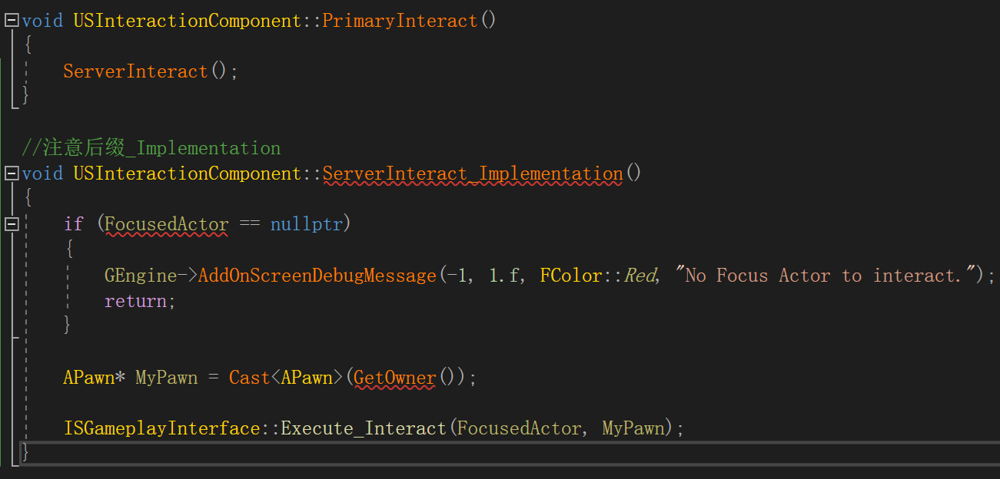 void USInteractionComponent::PrimaryInteract()
{
ServerInteract();
}
//注意后缀_Implementation
void USInteractionComponent::ServerInteract_Implementation()
{
if (FocusedActor == nullptr)
{
GEngine->AddOnScreenDebugMessage(-1, 1.f, FColor::Red, "No Focus Actor to interact.");
return;
}
APawn* MyPawn = Cast<APawn>(GetOwner());
ISGameplayInterface::Execute_Interact(FocusedActor, MyPawn);
}